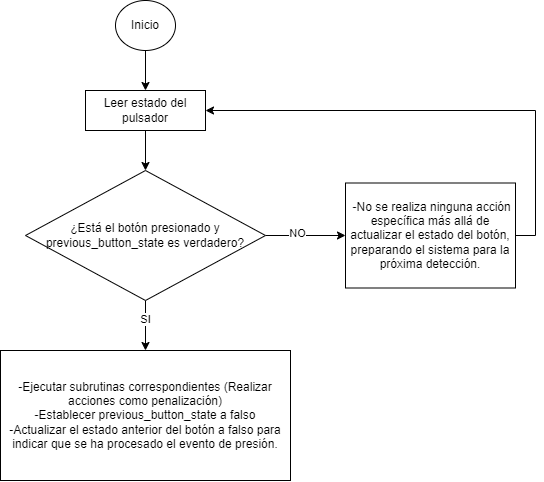 Inicio
Leer estado del
pulsador
¿Está el botón presionado y
previous_button_state es verdadero?
NO
-No se realiza ninguna acción
específica más allá de
actualizar el estado del botón,
preparando el sistema para la
próxima detección.
SI
-Ejecutar subrutinas correspondientes (Realizar
acciones como penalización)
-Establecer previous_button_state a falso
-Actualizar el estado anterior del botón a falso para
indicar que se ha procesado el evento de presión.